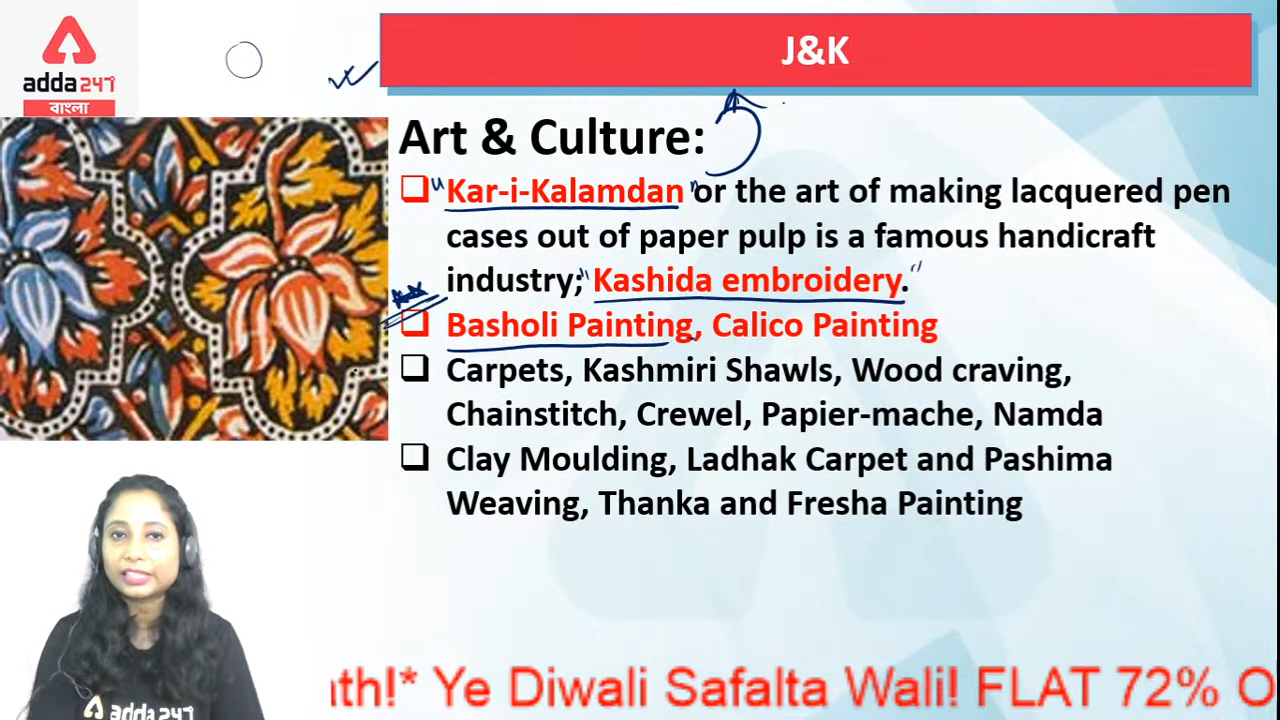 adda247
বাংলা
J&K
Art & Culture:
"Kar-i-Kalamdan" or the art of making lacquered pen
cases out of paper pulp is a famous handicraft
industry; "Kashida embroidery."
Basholi Painting, Calico Painting
Carpets, Kashmiri Shawls, Wood craving,
Chainstitch, Crewel, Papier-mache, Namda
Clay Moulding, Ladhak Carpet and Pashima
Weaving, Thanka and Fresha Painting
adda247
ath!* Ye Diwali Safalta Wali! FLAT 72% O